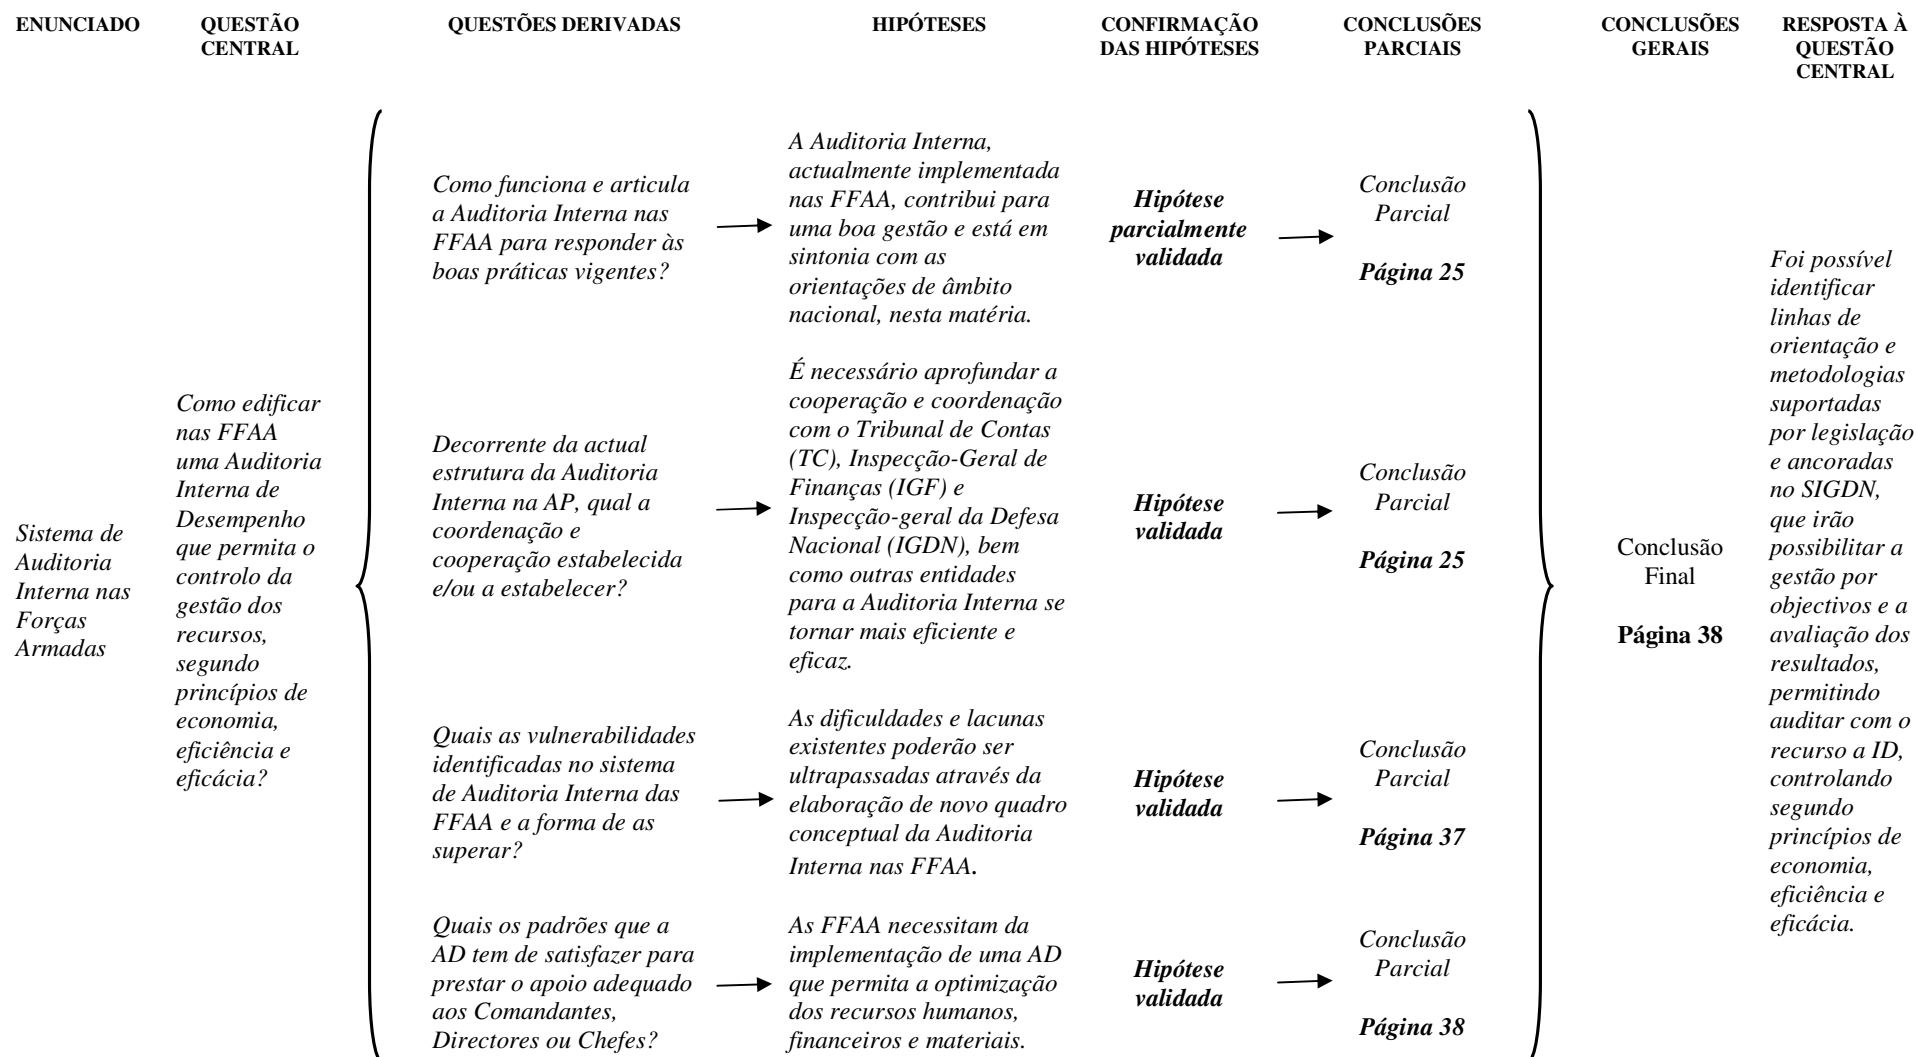 ENUNCIADO
QUESTÃO
CENTRAL
QUESTÕES DERIVADAS
HIPÓTESES
CONFIRMAÇÃO
DAS HIPÓTESES
CONCLUSÕES
PARCIAIS
CONCLUSÕES
GERAIS
RESPOSTA À
QUESTÃO
CENTRAL
Sistema de
Auditoria
Interna nas
Forças
Armadas
Como edificar
nas FFAA
uma Auditoria
Interna de
Desempenho
que permita o
controlo da
gestão dos
recursos,
segundo
princípios de
economia,
eficiência e
eficácia?
Como funciona e articula
a Auditoria Interna nas
FFAA para responder às
boas práticas vigentes?
A Auditoria Interna,
actualmente implementada
nas FFAA, contribui para
uma boa gestão e está em
sintonia com as
orientações de âmbito
nacional, nesta matéria.
Hipótese
parcialmente
validada
Conclusão
Parcial
Página 25
Decorrente da actual
estrutura da Auditoria
Interna na AP, qual a
coordenação e
cooperação estabelecida
e/ou a estabelecer?
É necessário aprofundar a
cooperação e coordenação
com o Tribunal de Contas
(TC), Inspecção-Geral de
Finanças (IGF) e
Inspecção-geral da Defesa
Nacional (IGDN), bem
como outras entidades
para a Auditoria Interna se
tornar mais eficiente e
eficaz.
Hipótese
validada
Conclusão
Parcial
Página 25
Quais as vulnerabilidades
identificadas no sistema
de Auditoria Interna das
FFAA e a forma de as
superar?
As dificuldades e lacunas
existentes poderão ser
ultrapassadas através da
elaboração de novo quadro
conceptual da Auditoria
Interna nas FFAA.
Hipótese
validada
Conclusão
Parcial
Página 37
Quais os padrões que a
AD tem de satisfazer para
prestar o apoio adequado
aos Comandantes,
Directores ou Chefes?
As FFAA necessitam da
implementação de uma AD
que permita a optimização
dos recursos humanos,
financeiros e materiais.
Hipótese
validada
Conclusão
Parcial
Página 38
Conclusão
Final
Página 38
Foi possível
identificar
linhas de
orientação e
metodologias
suportadas
por legislação
e ancoradas
no SIGDN,
que irão
possibilitar a
gestão por
objectivos e a
avaliação dos
resultados,
permitindo
auditar com o
recurso a ID,
controlando
segundo
princípios de
economia,
eficiência e
eficácia.